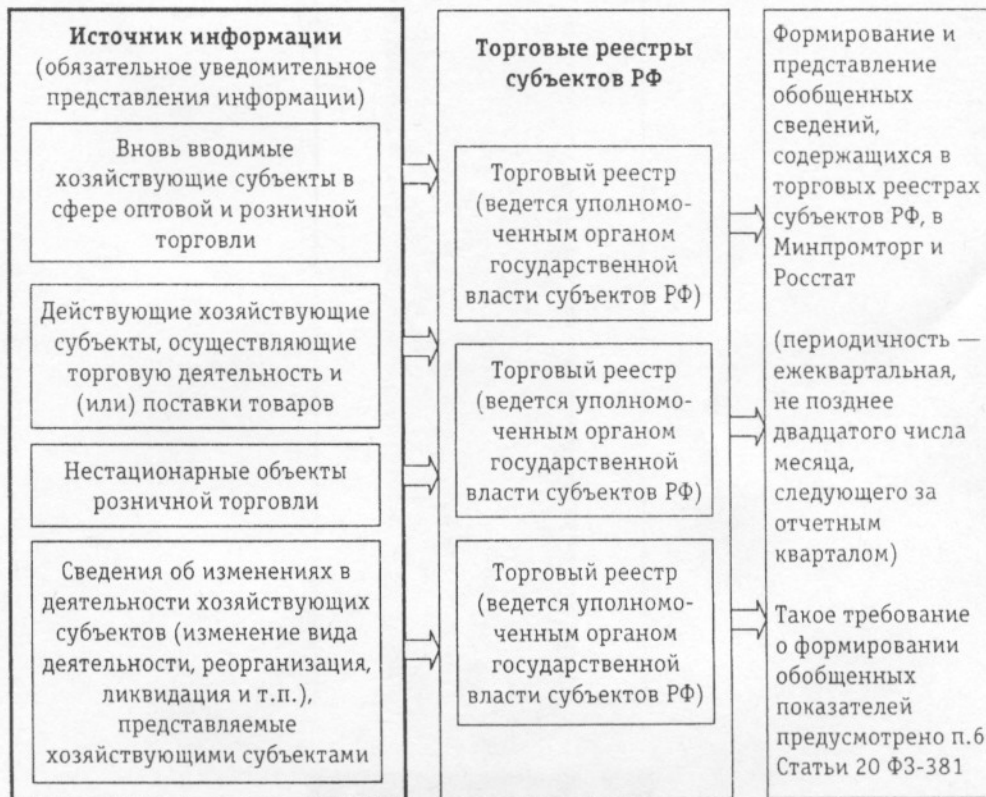 Источник информации
(обязательное уведомительное
представления информации)
Вновь вводимые
хозяйствующие субъекты в
сфере оптовой и розничной
торговли
Действующие хозяйствующие
субъекты, осуществляющие
торговую деятельность и
(или) поставки товаров
Нестационарные объекты
розничной торговли
Сведения об изменениях в
деятельности хозяйствующих
субъектов (изменение вида
деятельности, реорганизация,
ликвидация и т.п.),
представляемые
хозяйствующими субъектами
Торговые реестры
субъектов РФ
Торговый реестр
(ведется уполномо-
ченным органом
государственной
власти субъектов РФ)
Торговый реестр
(ведется уполномо-
ченным органом
государственной
власти субъектов РФ)
Торговый реестр
(ведется уполномо-
ченным органом
государственной
власти субъектов РФ)
Формирование и
представление
обобщенных
сведений,
содержащихся в
торговых реестрах
субъектов РФ, в
Минпромторг и
Росстат
(периодичность —
ежеквартальная,
не позднее
двадцатого числа
месяца,
следующего за
отчетным
кварталом)
Такое требование
о формировании
обобщенных
показателей
предусмотрено п.6
Статьи 20 ФЗ-381